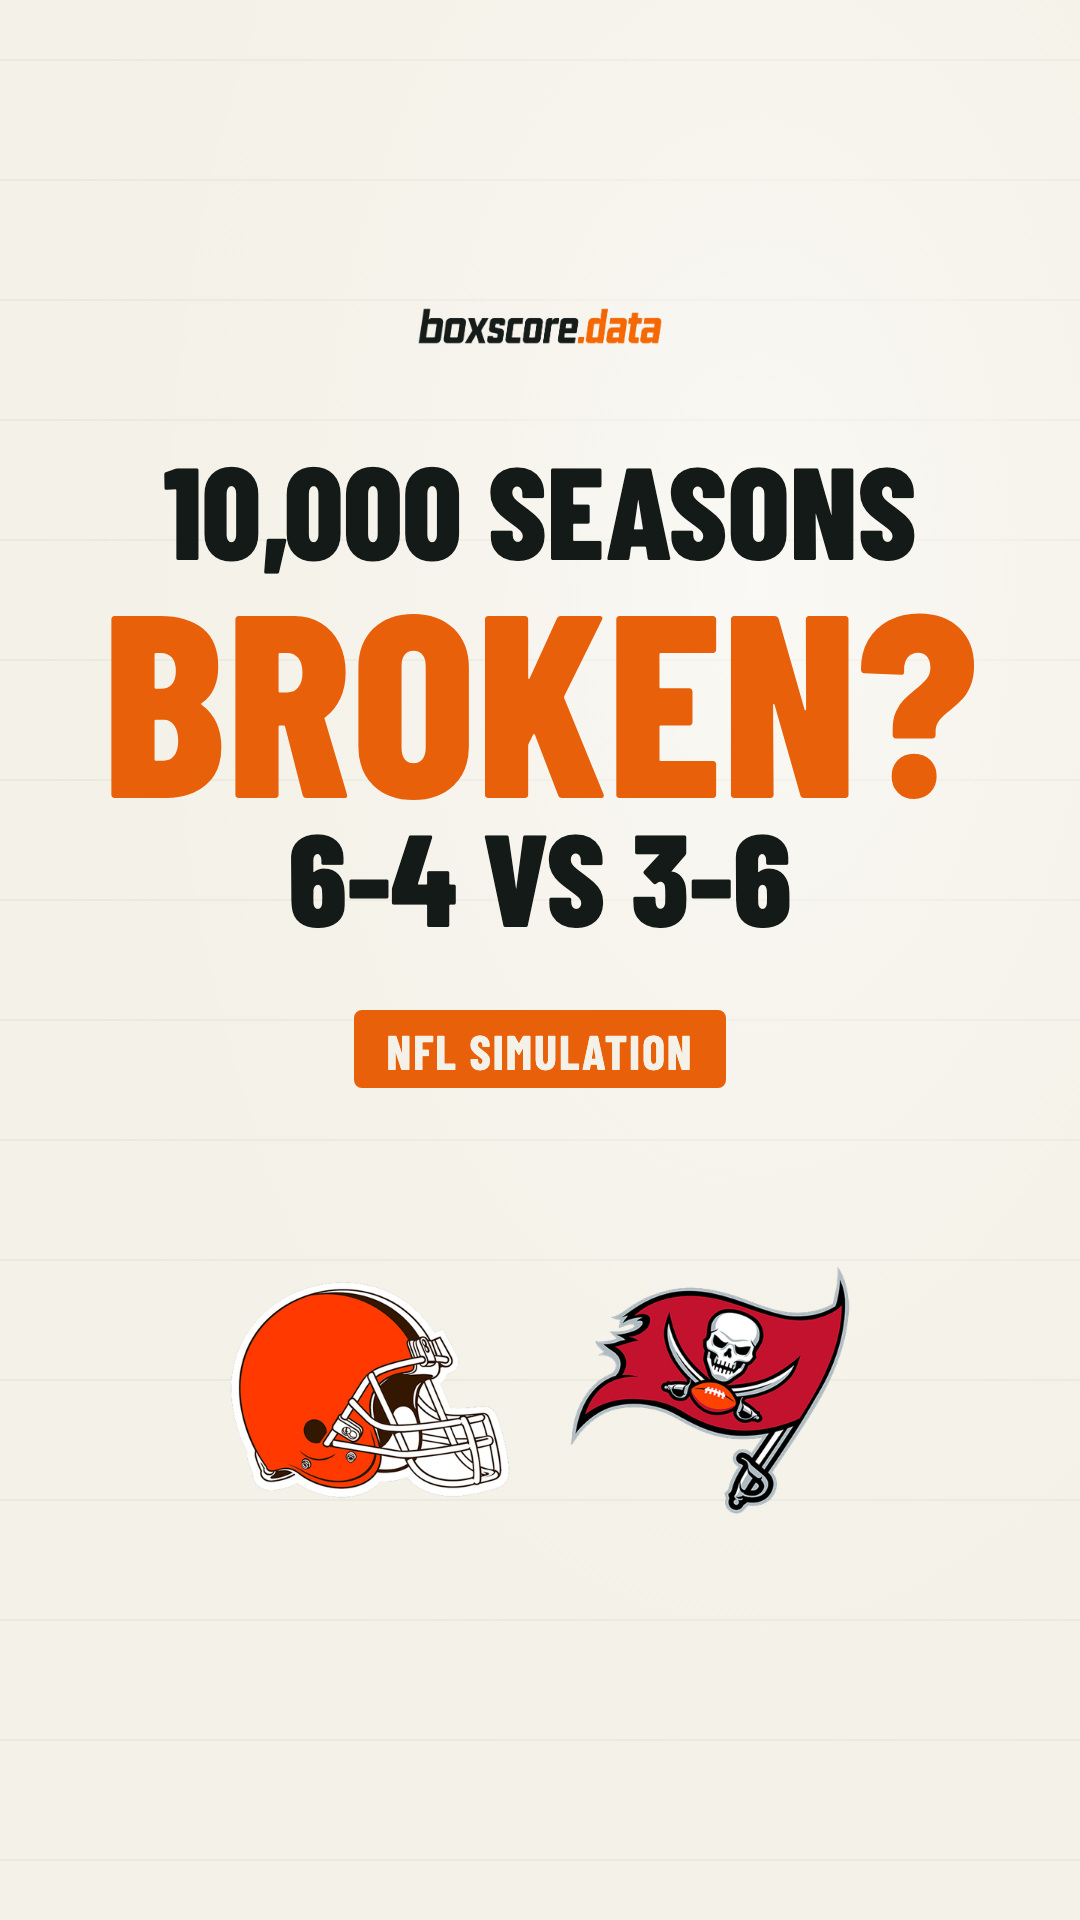 boxscore.data
10,000 SEASONS
BROKEN?
6-4 VS 3-6
NFL SIMULATION